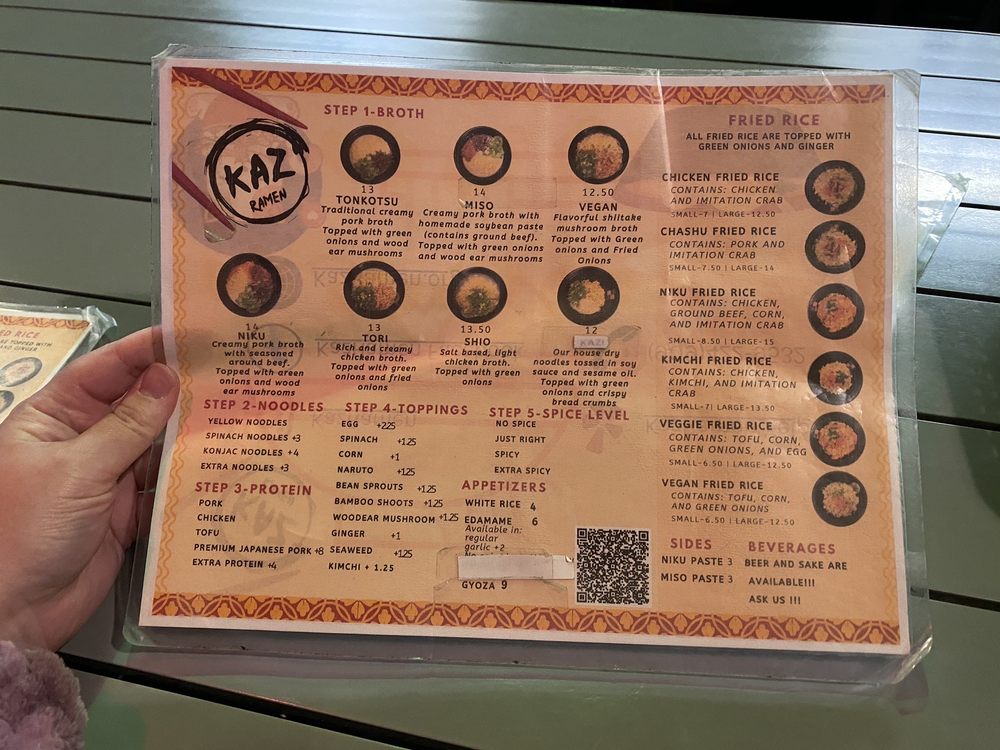 KAZ
RAMEN
STEP 1-BROTH
13
TONKOTSU
Traditional creamy
pork broth
Topped with green
onions and wood
ear mushrooms
14
MISO
Creamy pork broth with
homemade soybean paste
(contains ground beef).
Topped with green onions
and wood ear mushrooms
12.50
VEGAN
Flavorful shiitake
mushroom broth
Topped with Green
onions and Fried
Onions
14
NIKU
Creamy pork broth
with seasoned
ground beef.
Topped with green
onions and wood
ear mushrooms
13
TORI
Rich and creamy
chicken broth.
Topped with green
onions and fried
onions
13.50
SHIO
Salt based, light
chicken broth.
Topped with green
onions
12
KAZI
Our house dry
noodles tossed in soy
sauce and sesame oil.
Topped with green
onions and crispy
bread crumbs
STEP 2-NOODLES
YELLOW NOODLES
SPINACH NOODLES +3
KONJAC NOODLES +4
EXTRA NOODLES +3
STEP 3-PROTEIN
PORK
CHICKEN
TOFU
PREMIUM JAPANESE PORK +8
EXTRA PROTEIN +4
STEP 4-TOPPINGS
EGG +2.25
SPINACH +1.25
CORN +1
NARUTO +1.25
BEAN SPROUTS +1.25
BAMBOO SHOOTS +1.25
WOODEAR MUSHROOM +1.25
GINGER +1
SEAWEED +1.25
KIMCHI + 1.25
STEP 5-SPICE LEVEL
NO SPICE
JUST RIGHT
SPICY
EXTRA SPICY
APPETIZERS
WHITE RICE 4
EDAMAME 6
Available in:
regular
garlic +2
GYOZA 9
FRIED RICE
ALL FRIED RICE ARE TOPPED WITH
GREEN ONIONS AND GINGER
CHICKEN FRIED RICE
CONTAINS: CHICKEN
AND IMITATION CRAB
SMALL-7 | LARGE-12.50
CHASHU FRIED RICE
CONTAINS: PORK AND
IMITATION CRAB
SMALL-7.50 | LARGE-14
NIKU FRIED RICE
CONTAINS: CHICKEN,
GROUND BEEF, CORN,
AND IMITATION CRAB
SMALL-8.50 | LARGE-15
KIMCHI FRIED RICE
CONTAINS: CHICKEN,
KIMCHI, AND IMITATION
CRAB
SMALL-7| LARGE-13.50
VEGGIE FRIED RICE
CONTAINS: TOFU, CORN,
GREEN ONIONS, AND EGG
SMALL-6.50 | LARGE-12.50
VEGAN FRIED RICE
CONTAINS: TOFU, CORN,
AND GREEN ONIONS
SMALL-6.50 | LARGE-12.50
SIDES
NIKU PASTE 3
MISO PASTE 3
BEVERAGES
BEER AND SAKE ARE
AVAILABLE!!!
ASK US !!!
ED RICE
ARE TOPPED WITH
AND GINGER